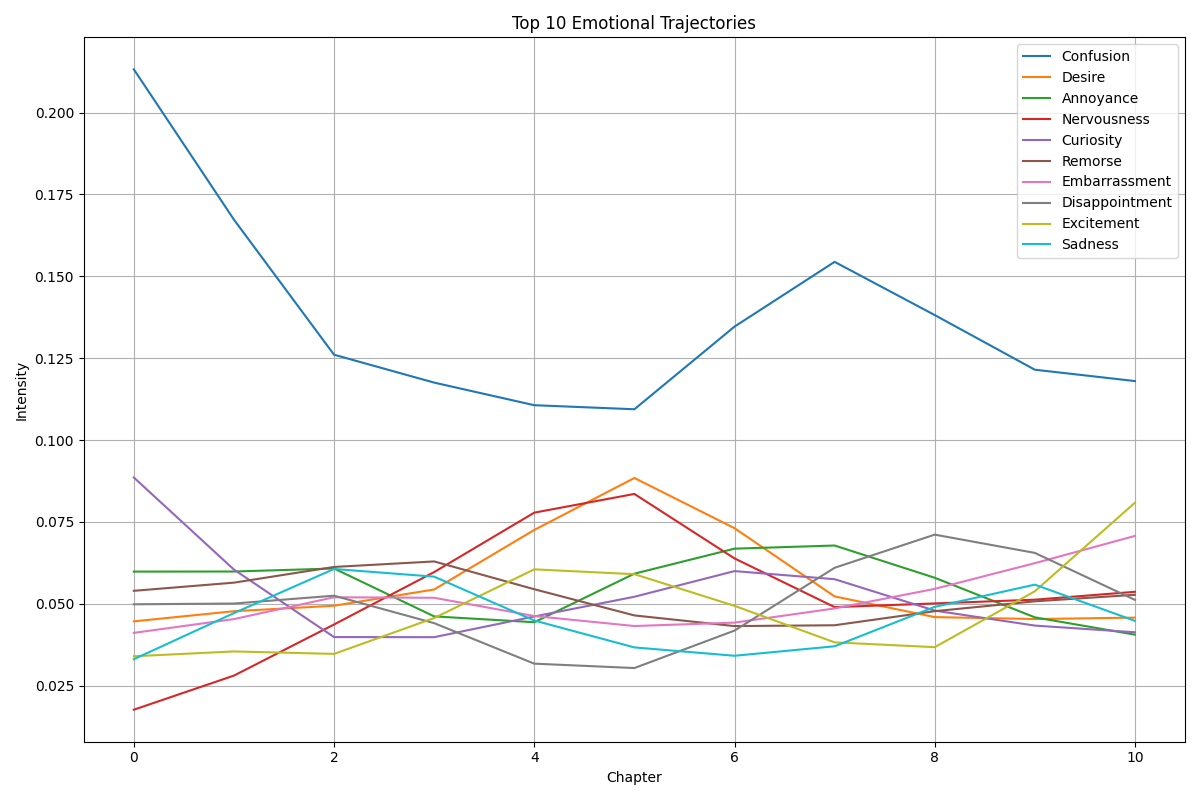 Top 10 Emotional Trajectories
Confusion
Desire
Annoyance
Nervousness
Curiosity
Remorse
Embarrassment
Disappointment
Excitement
Sadness
0.200
0.175
0.150
0.125
0.100
0.075
0.050
0.025
Intensity
0 2 4 6 8 10
Chapter